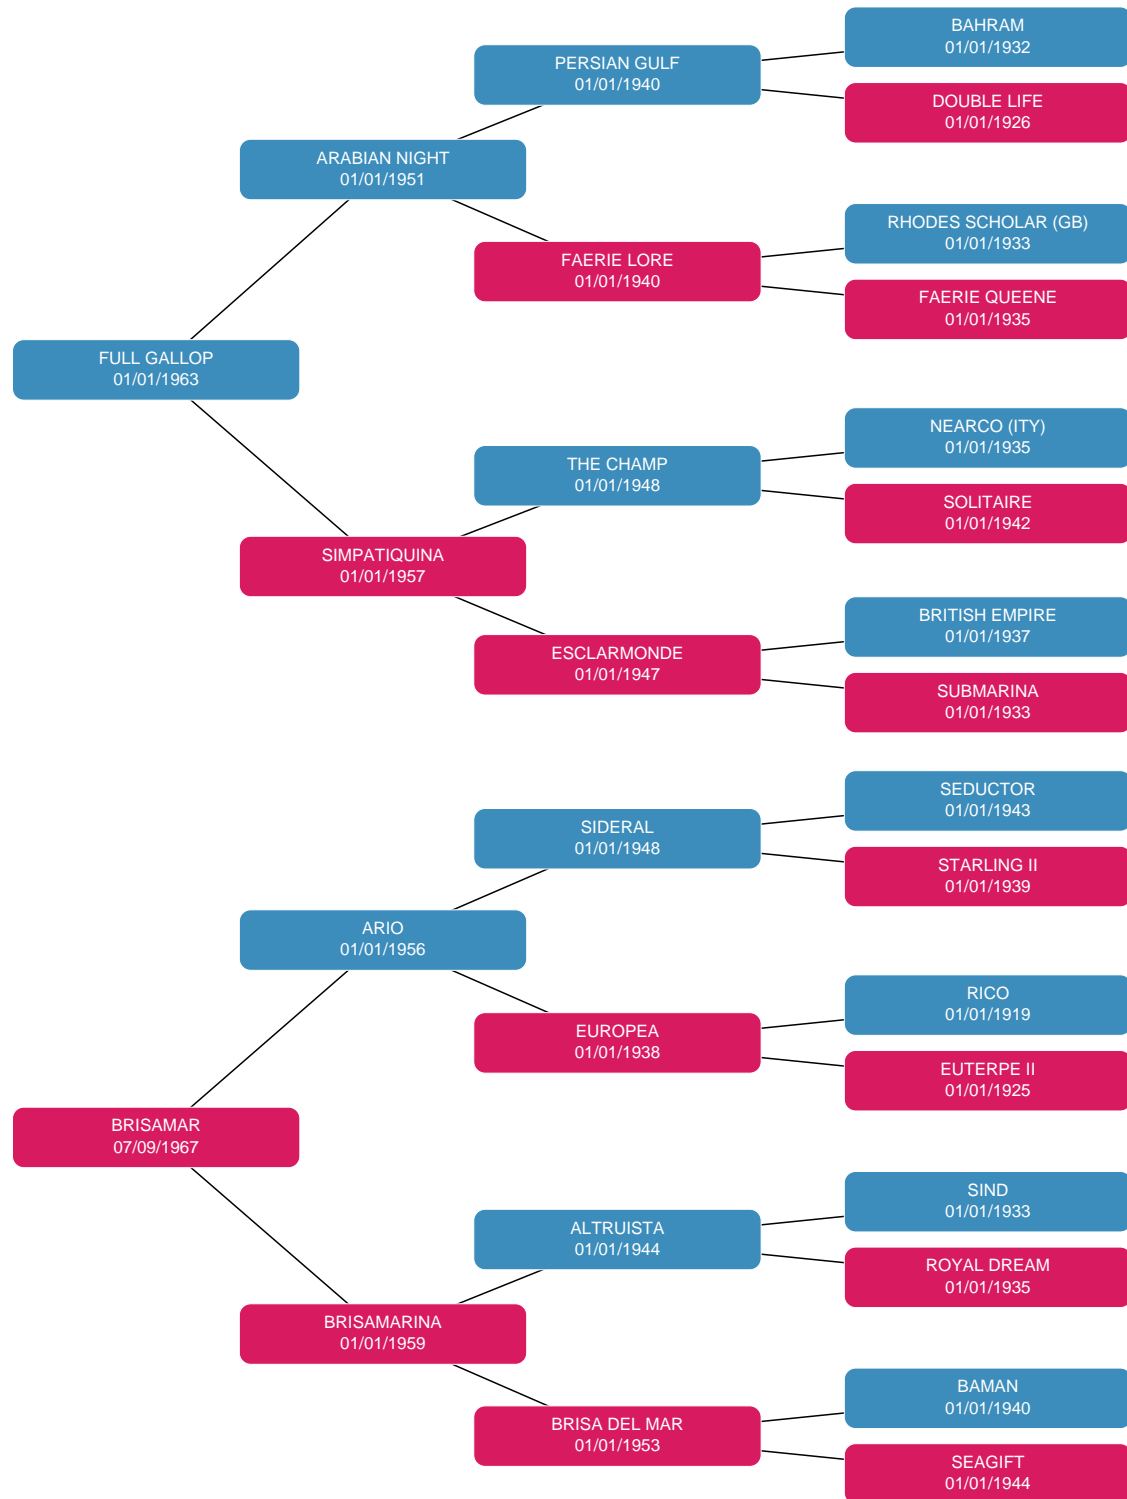 BAHRAM
01/01/1932
PERSIAN GULF
01/01/1940
DOUBLE LIFE
01/01/1926
ARABIAN NIGHT
01/01/1951
RHODES SCHOLAR (GB)
01/01/1933
FAERIE LORE
01/01/1940
FAERIE QUEENE
01/01/1935
FULL GALLOP
01/01/1963
NEARCO (ITY)
01/01/1935
THE CHAMP
01/01/1948
SOLITAIRE
01/01/1942
SIMPATIQUINA
01/01/1957
BRITISH EMPIRE
01/01/1937
ESCLARMONDE
01/01/1947
SUBMARINA
01/01/1933
SEDUCTOR
01/01/1943
SIDERAL
01/01/1948
STARLING II
01/01/1939
ARIO
01/01/1956
RICO
01/01/1919
EUROPEA
01/01/1938
EUTERPE II
01/01/1925
BRISAMAR
07/09/1967
SIND
01/01/1933
ALTRUISTA
01/01/1944
ROYAL DREAM
01/01/1935
BRISAMARINA
01/01/1959
BAMAN
01/01/1940
BRISA DEL MAR
01/01/1953
SEAGIFT
01/01/1944